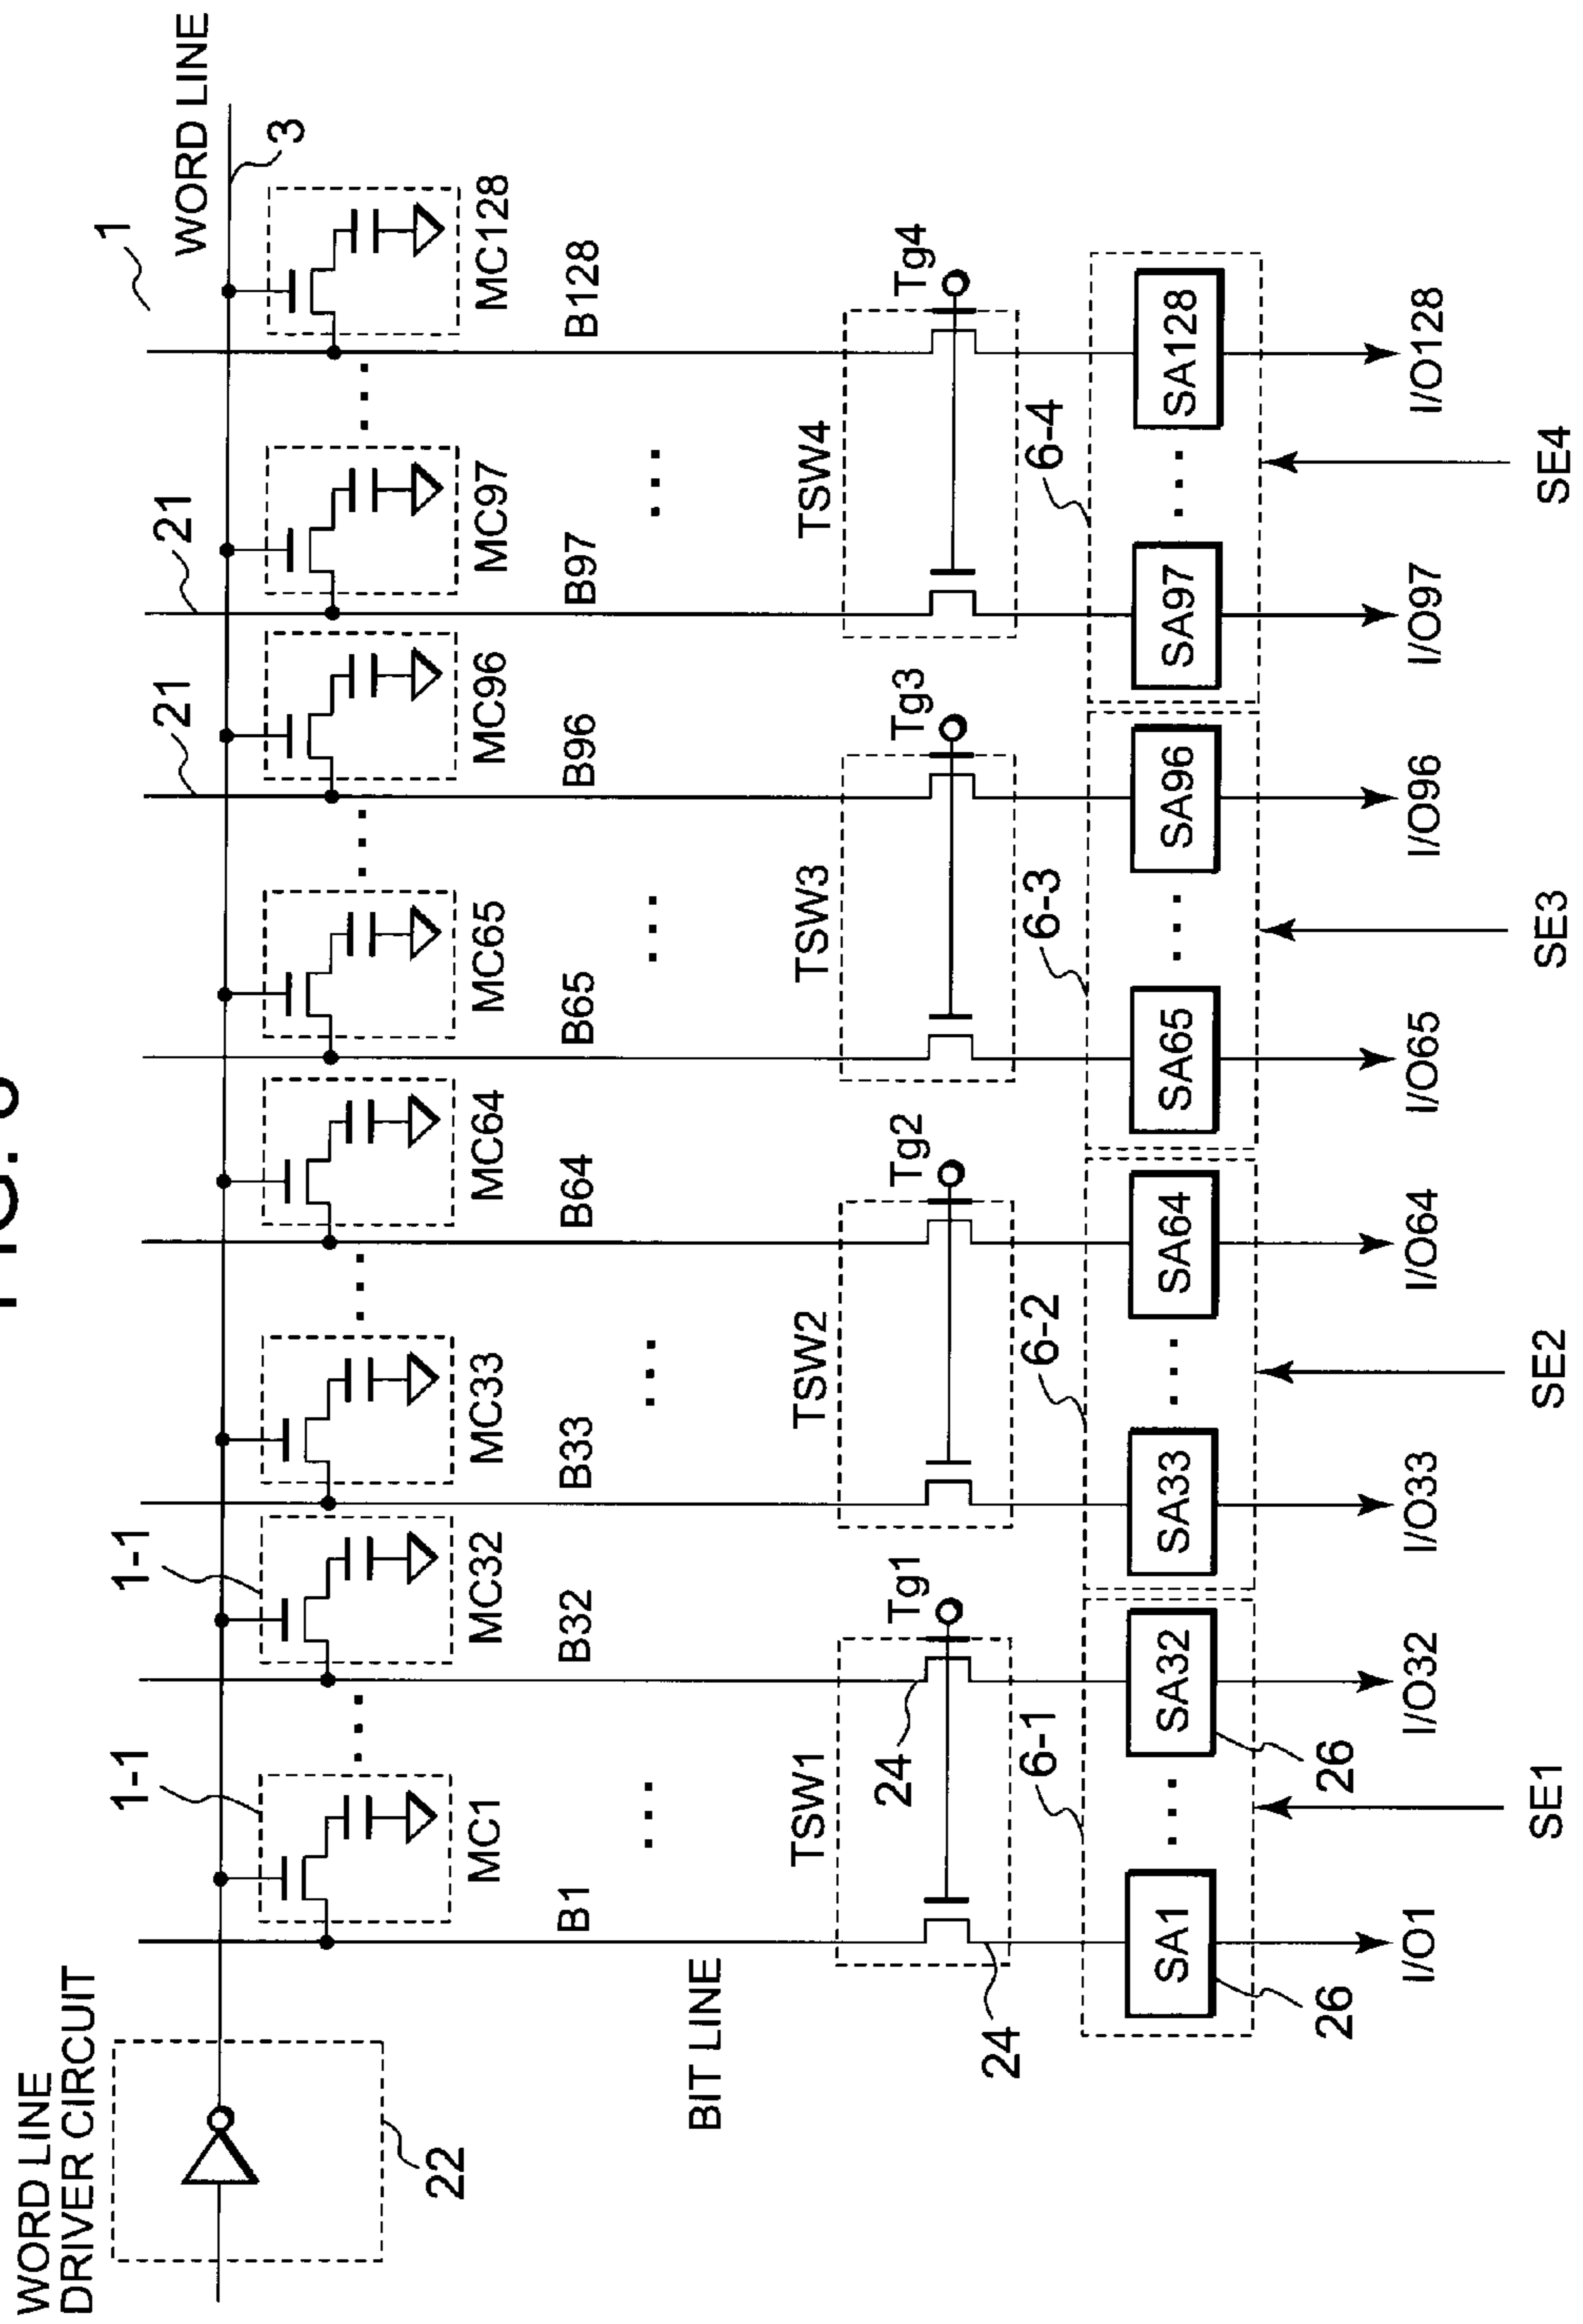 WORD LINE
DRIVER CIRCUIT
22
1
WORD LINE
3
1-1
1-1
21
21
MC1
MC32
MC33
MC64
MC65
MC96
MC97
MC128
B1
B32
B33
B64
B65
B96
B97
B128
BIT LINE
TSW1
TSW2
TSW3
TSW4
Tg1
Tg2
Tg3
Tg4
24
24
6-1
6-2
6-3
6-4
SA1
SA32
SA33
SA64
SA65
SA96
SA97
SA128
26
26
I/O1
I/O32
I/O33
I/O64
I/O65
I/O96
I/O97
I/O128
SE1
SE2
SE3
SE4